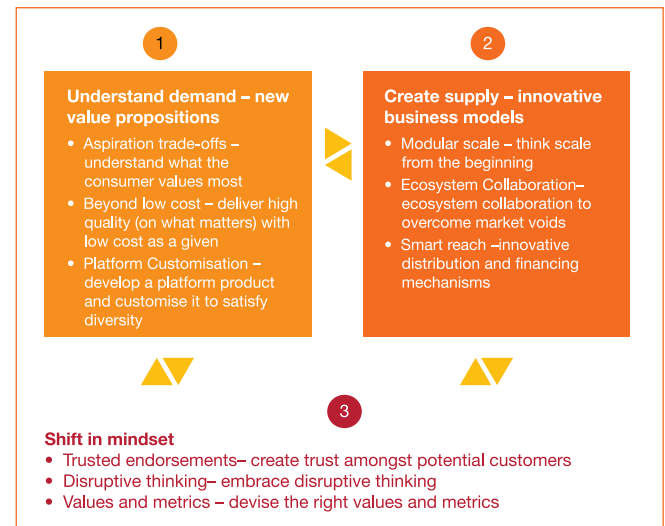 1
Understand demand – new
value propositions
• Aspiration trade-offs –
understand what the
consumer values most
• Beyond low cost – deliver high
quality (on what matters) with
low cost as a given
• Platform Customisation –
develop a platform product
and customise it to satisfy
diversity
2
Create supply – innovative
business models
• Modular scale – think scale
from the beginning
• Ecosystem Collaboration–
ecosystem collaboration to
overcome market voids
• Smart reach –innovative
distribution and financing
mechanisms
3
Shift in mindset
• Trusted endorsements– create trust amongst potential customers
• Disruptive thinking– embrace disruptive thinking
• Values and metrics – devise the right values and metrics